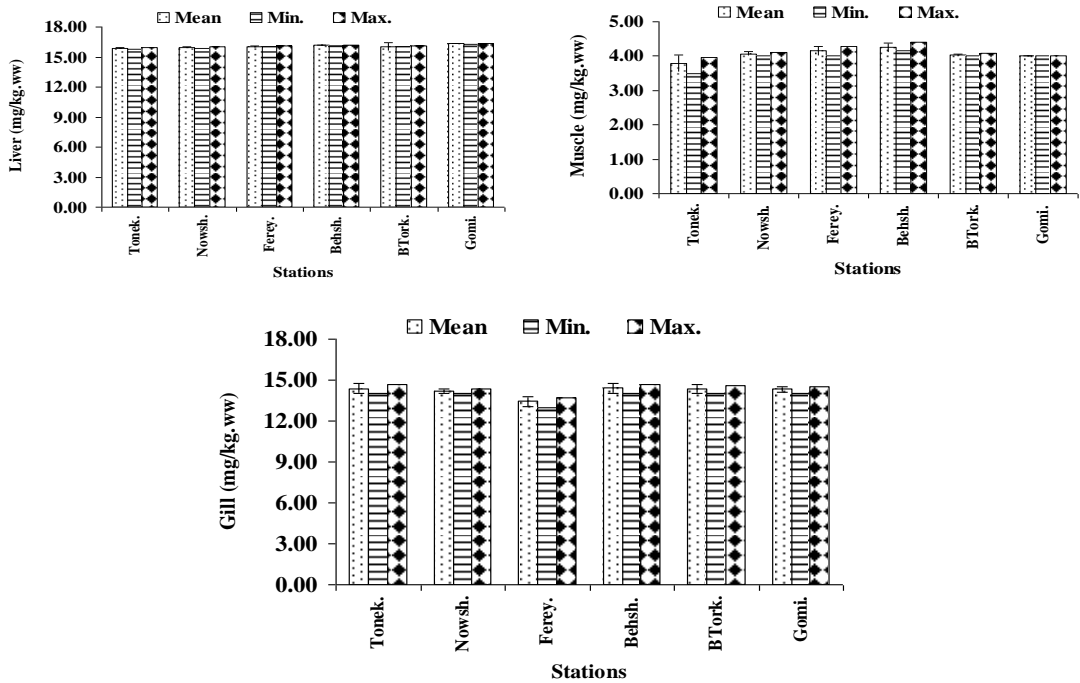 Mean Min. Max.
18.00
15.00
12.00
9.00
6.00
3.00
0.00
Liver (mg/kg.ww)
Tonek.
Nowsh.
Ferey.
Behsh.
BTork.
Gomi.
Stations
Mean Min. Max.
5.00
4.00
3.00
2.00
1.00
0.00
Muscle (mg/kg.ww)
Tonek.
Nowsh.
Ferey.
Behsh.
BTork.
Gomi.
Stations
Mean Min. Max.
18.00
15.00
12.00
9.00
6.00
3.00
0.00
Gill (mg/kg.ww)
Tonek.
Nowsh.
Ferey.
Behsh.
BTork.
Gomi.
Stations